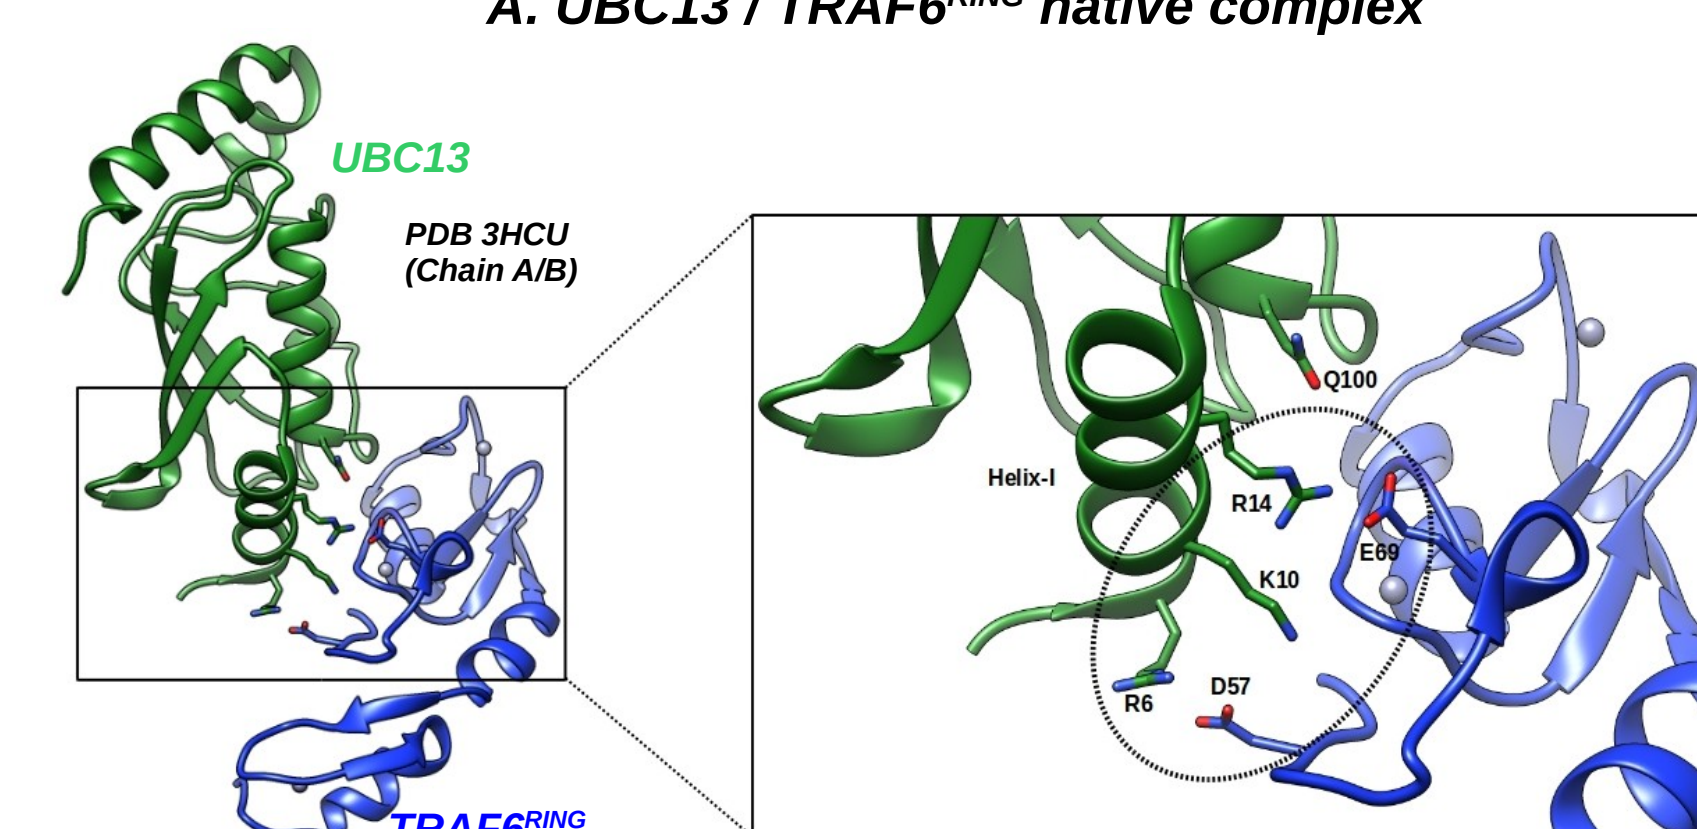 A. UBC13 / TRAF6RING native complex
UBC13
PDB 3HCU
(Chain A/B)
Q100
Helix-I
R14
E69
K10
D57
R6
TRAF6RING